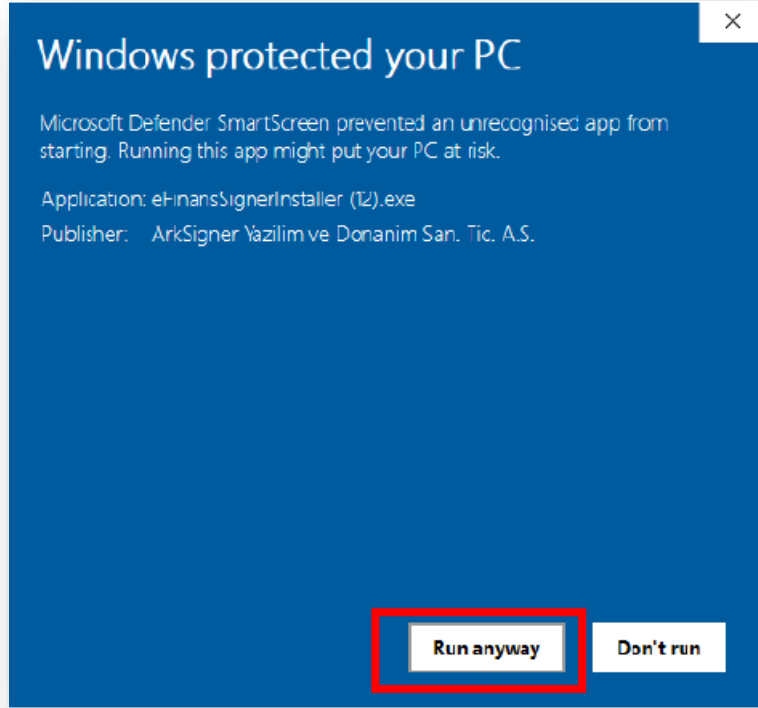 Windows protected your PC
Microsoft Defender SmartScreen prevented an unrecognised app from
starting. Running this app might put your PC at risk.
Application: eFinansSignerInstaller (12).exe
Publisher: ArkSigner Yazilim ve Donanim San. Tic. A.S.
Run anyway
Don't run